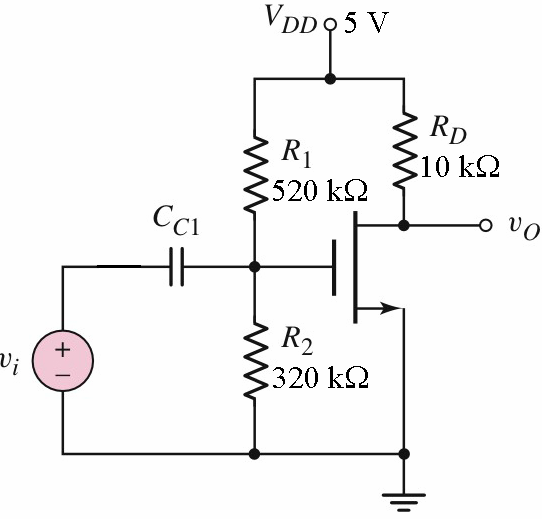 V_DD 5 V
R_1
520 kΩ
R_D
10 kΩ
v_O
C_C1
v_i
+
−
R_2
320 kΩ